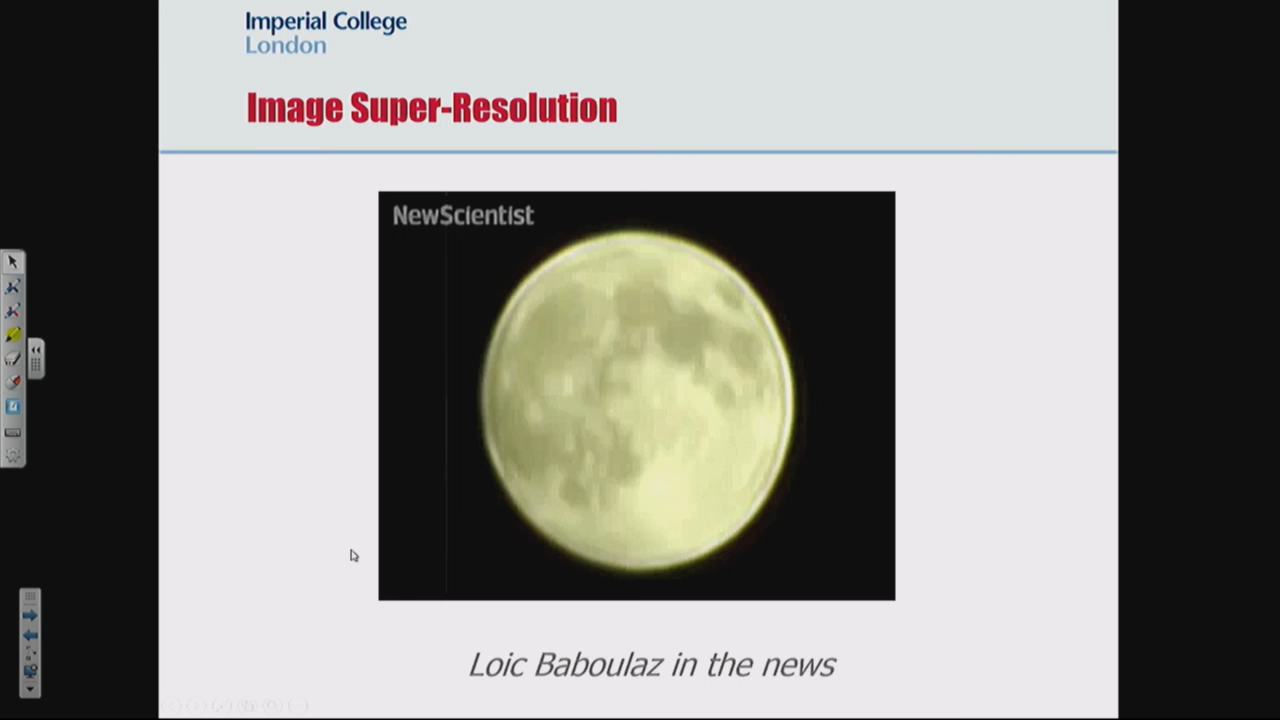 Imperial College
London
Image Super-Resolution
NewScientist
Loic Baboulaz in the news